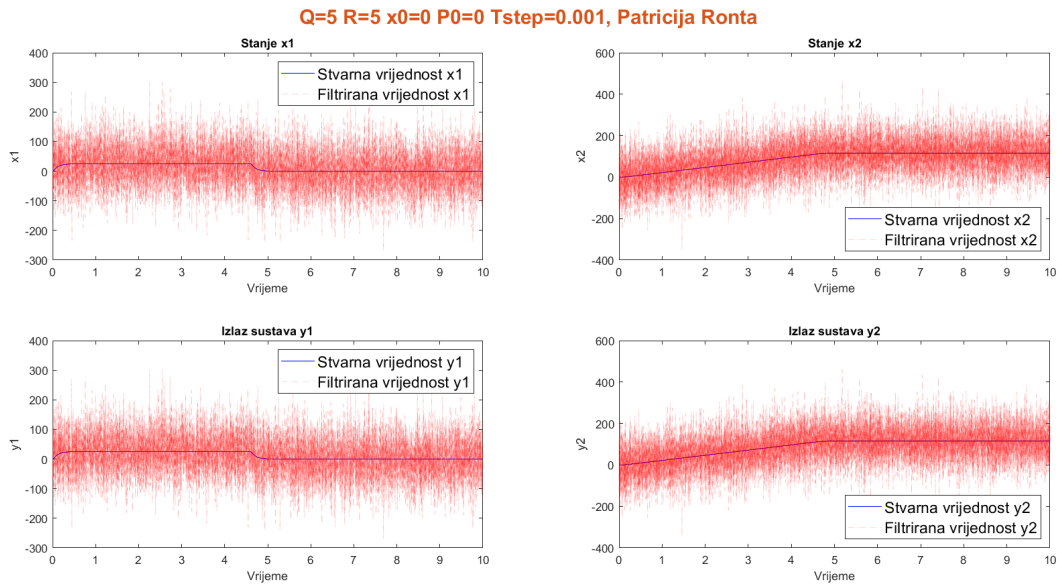 Q=5 R=5 x0=0 P0=0 Tstep=0.001, Patricija Ronta
Stanje x1
400
300
200
100
0
-100
-200
-300
x1
Stvarna vrijednost x1
Filtrirana vrijednost x1
0 1 2 3 4 5 6 7 8 9 10
Vrijeme
Stanje x2
600
400
200
0
-200
-400
x2
Stvarna vrijednost x2
Filtrirana vrijednost x2
0 1 2 3 4 5 6 7 8 9 10
Vrijeme
Izlaz sustava y1
400
300
200
100
0
-100
-200
-300
y1
Stvarna vrijednost y1
Filtrirana vrijednost y1
0 1 2 3 4 5 6 7 8 9 10
Vrijeme
Izlaz sustava y2
600
400
200
0
-200
-400
y2
Stvarna vrijednost y2
Filtrirana vrijednost y2
0 1 2 3 4 5 6 7 8 9 10
Vrijeme